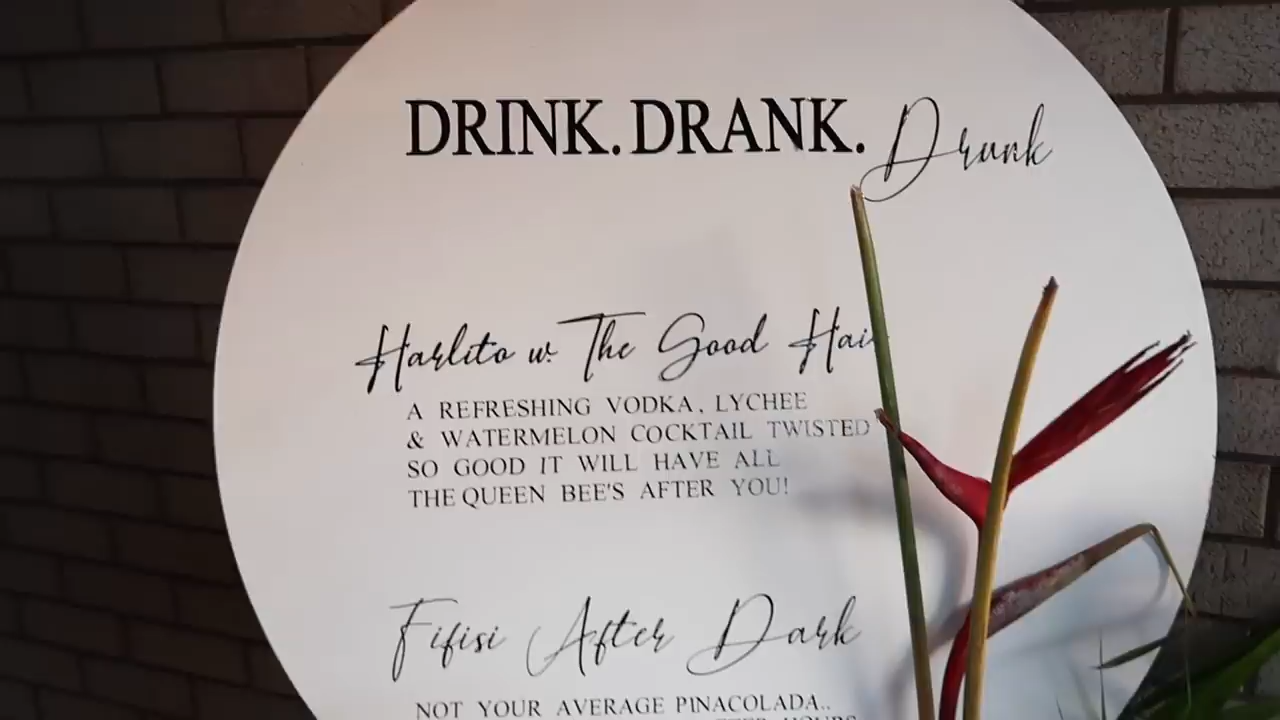 DRINK. DRANK. Drunk
Harlito w. The Good Hai
A REFRESHING VODKA, LYCHEE
& WATERMELON COCKTAIL TWISTED
SO GOOD IT WILL HAVE ALL
THE QUEEN BEE'S AFTER YOU!
Fifisi After Dark
NOT YOUR AVERAGE PINACOLADA..
HOURS